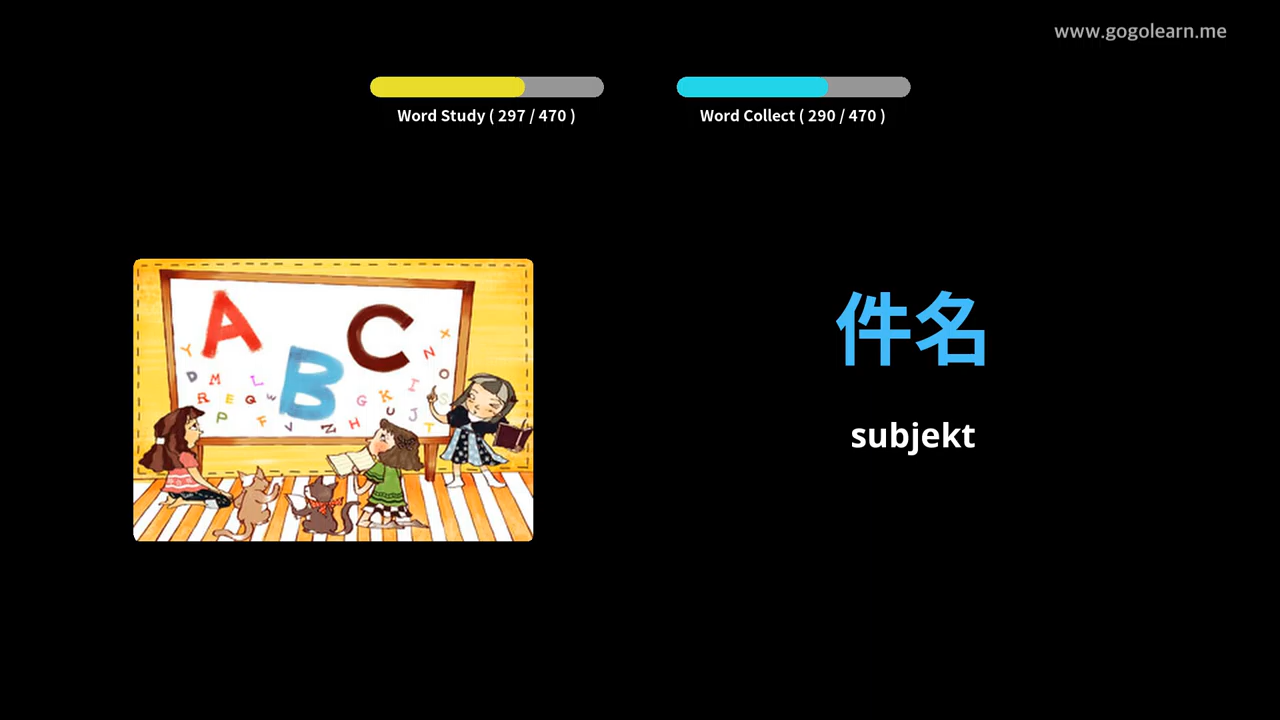 www.gogolearn.me
Word Study ( 297 / 470 )
Word Collect ( 290 / 470 )
A
B
C
Y
X
N
D
M
L
O
R
E
Q
W
G
K
I
S
P
F
V
Z
H
U
J
T
件名
subjekt